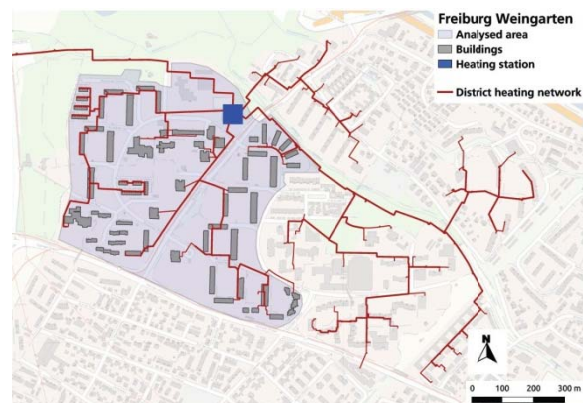 Freiburg Weingarten
Analysed area
Buildings
Heating station
District heating network
N
0 100 200 300 m